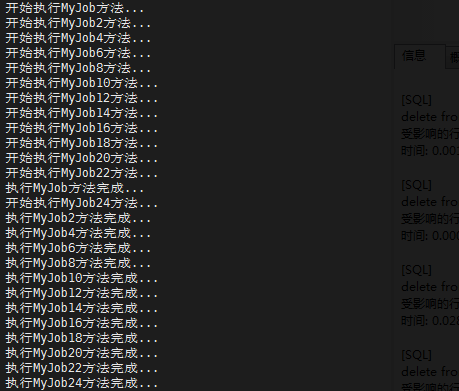 开始执行MyJob方法...
开始执行MyJob2方法...
开始执行MyJob4方法...
开始执行MyJob6方法...
开始执行MyJob8方法...
开始执行MyJob10方法...
开始执行MyJob12方法...
开始执行MyJob14方法...
开始执行MyJob16方法...
开始执行MyJob18方法...
开始执行MyJob20方法...
开始执行MyJob22方法...
执行MyJob方法完成...
开始执行MyJob24方法...
执行MyJob2方法完成...
执行MyJob4方法完成...
执行MyJob6方法完成...
执行MyJob8方法完成...
执行MyJob10方法完成...
执行MyJob12方法完成...
执行MyJob14方法完成...
执行MyJob16方法完成...
执行MyJob18方法完成...
执行MyJob20方法完成...
执行MyJob22方法完成...
执行MyJob24方法完成...
信息
[SQL]
delete fro
受影响的行
时间: 0.00
[SQL]
delete fro
受影响的行
时间: 0.00
[SQL]
delete fro
受影响的行
时间: 0.02
[SQL]
delete fro
受影响的行